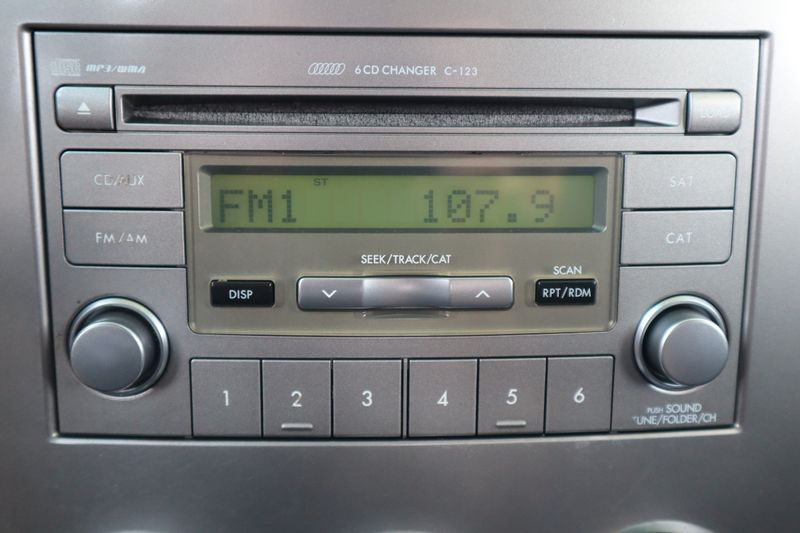 MP3/WMA
6 CD CHANGER C-123
CD/AUX
SAT
ST
FM1 107.9
FM/AM
CAT
SEEK/TRACK/CAT
SCAN
DISP
RPT/RDM
1 2 3 4 5 6
PUSH SOUND
TUNE/FOLDER/CH